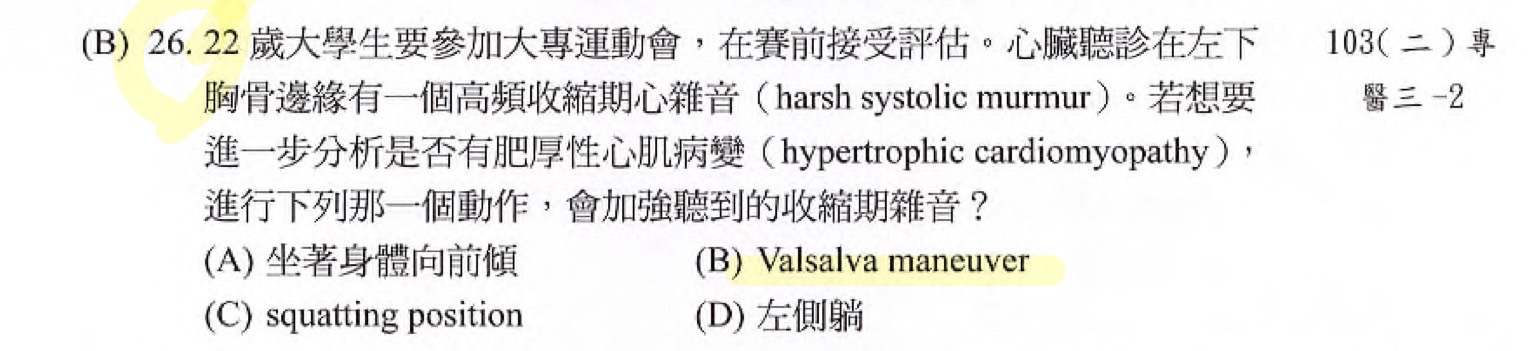 (B) 26. 22 歲大學生要參加大專運動會,在賽前接受評估。心臟聽診在左下 103(二)專
胸骨邊緣有一個高頻收縮期心雜音(harsh systolic murmur)。若想要 醫三-2
進一步分析是否有肥厚性心肌病變(hypertrophic cardiomyopathy),
進行下列那一個動作,會加強聽到的收縮期雜音?
(A) 坐著身體向前傾 (B) Valsalva maneuver
(C) squatting position (D) 左側躺